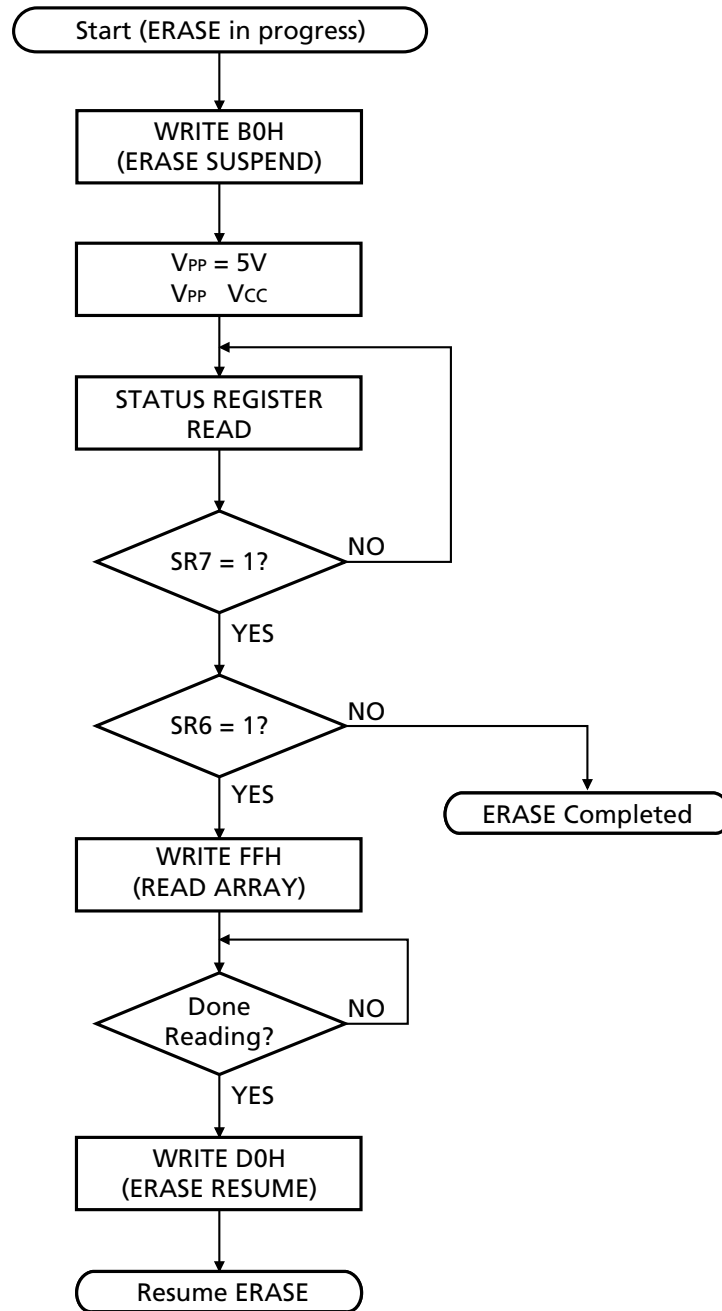 Start (ERASE in progress)
WRITE B0H
(ERASE SUSPEND)
VPP = 5V
VPP VCC
STATUS REGISTER
READ
SR7 = 1?
NO
YES
SR6 = 1?
NO
YES
ERASE Completed
WRITE FFH
(READ ARRAY)
Done
Reading?
NO
YES
WRITE D0H
(ERASE RESUME)
Resume ERASE